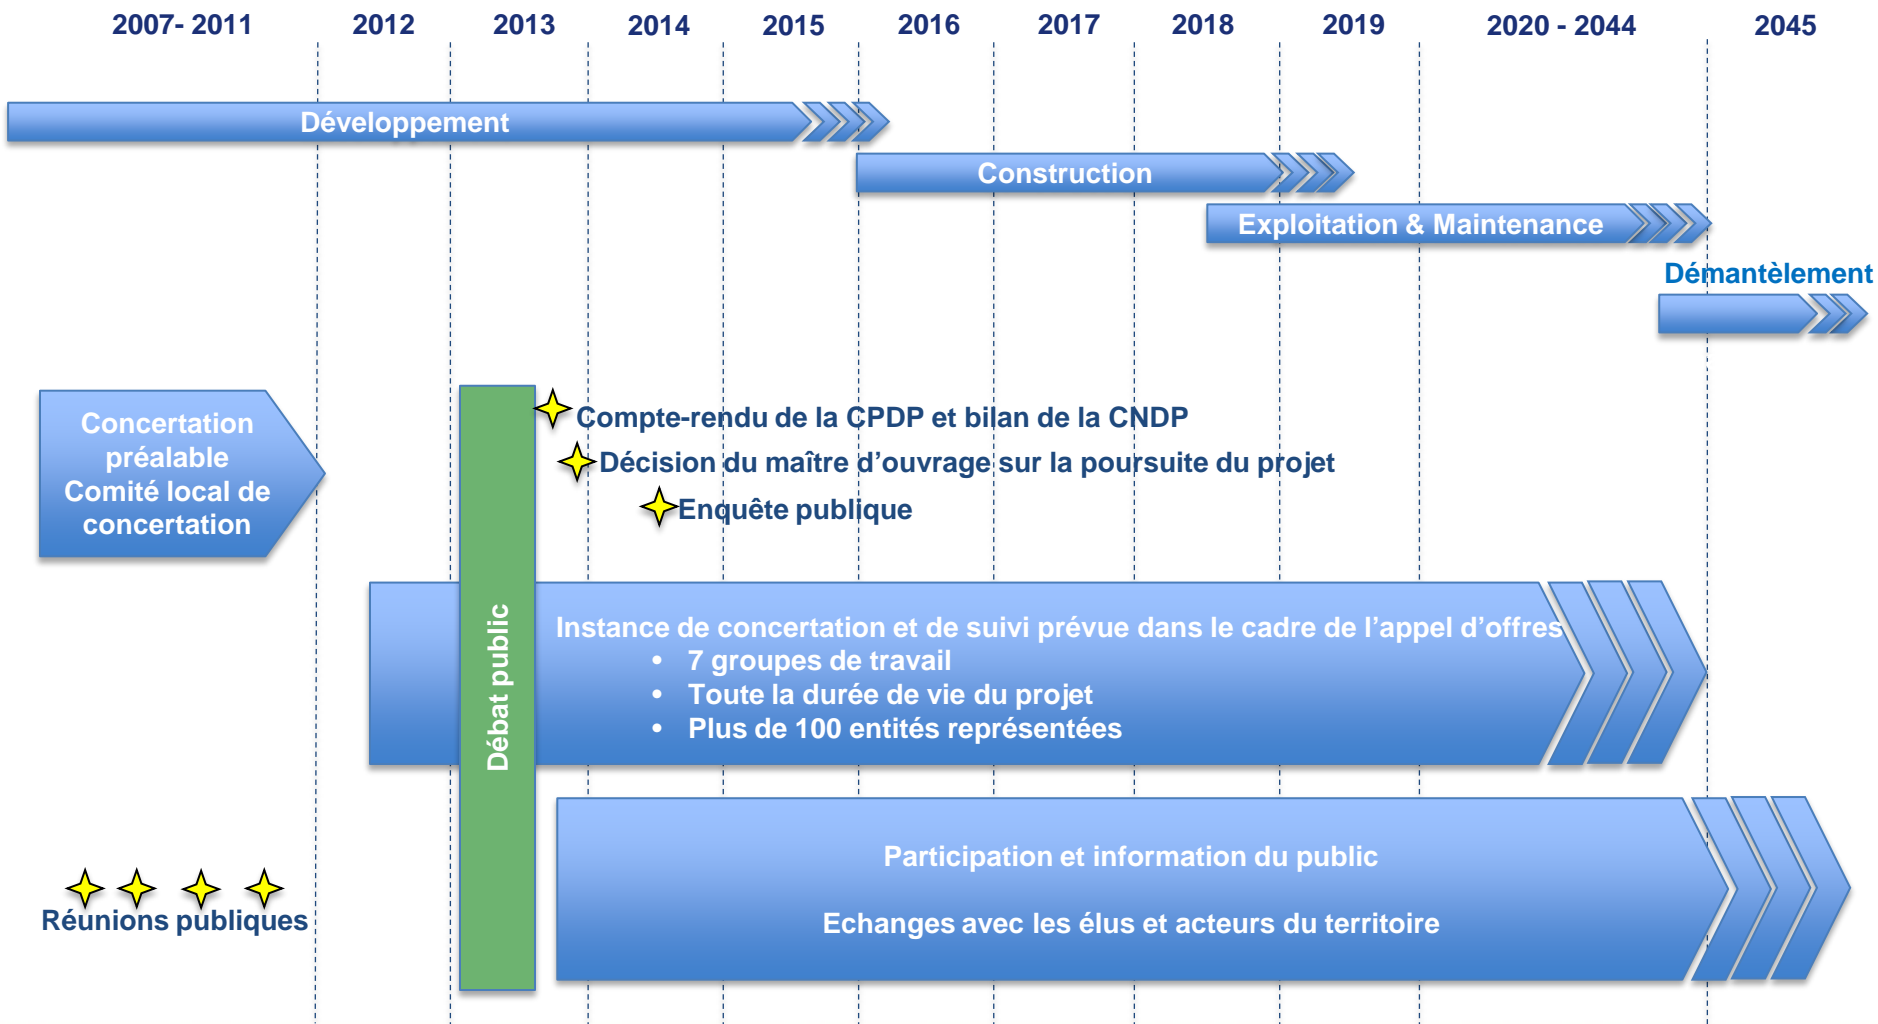 2007- 2011
2012
2013
2014
2015
2016
2017
2018
2019
2020 - 2044
2045
Développement
Construction
Exploitation & Maintenance
Démantèlement
Concertation
préalable
Comité local de
concertation
Compte-rendu de la CPDP et bilan de la CNDP
Décision du maître d’ouvrage sur la poursuite du projet
Enquête publique
Débat public
Instance de concertation et de suivi prévue dans le cadre de l’appel d’offres
• 7 groupes de travail
• Toute la durée de vie du projet
• Plus de 100 entités représentées
Participation et information du public
Echanges avec les élus et acteurs du territoire
Réunions publiques